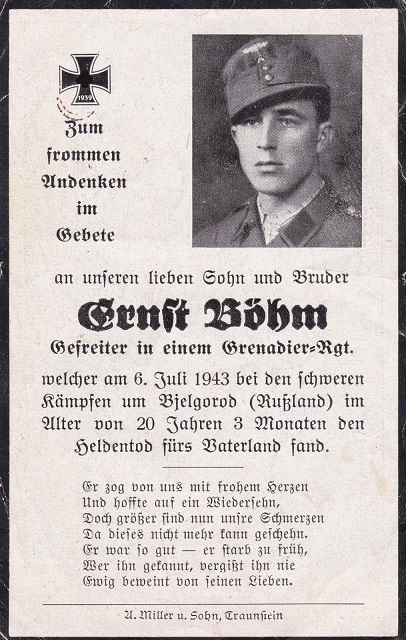 1939
Zum
frommen
Andenken
im
Gebete
an unseren lieben Sohn und Bruder
Ernst Böhm
Gefreiter in einem Grenadier=Rgt.
welcher am 6. Juli 1943 bei den schweren
Kämpfen um Bjelgorod (Rußland) im
Alter von 20 Jahren 3 Monaten den
Heldentod fürs Vaterland fand.
Er zog von uns mit frohem Herzen
Und hoffte auf ein Wiedersehn,
Doch größer sind nun unsre Schmerzen
Da dieses nicht mehr kann geschehn.
Er war so gut — er starb zu früh,
Wer ihn gekannt, vergißt ihn nie
Ewig beweint von seinen Lieben.
A. Miller u. Sohn, Traunstein